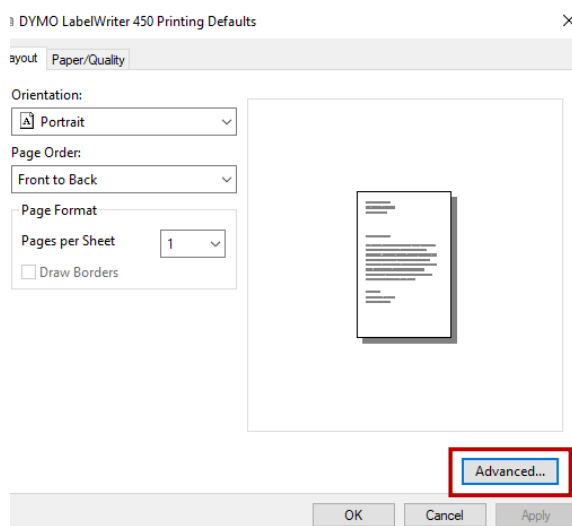 DYMO LabelWriter 450 Printing Defaults
ayout Paper/Quality
Orientation:
A Portrait
Page Order:
Front to Back
Page Format
Pages per Sheet 1
Draw Borders
Advanced...
OK Cancel Apply